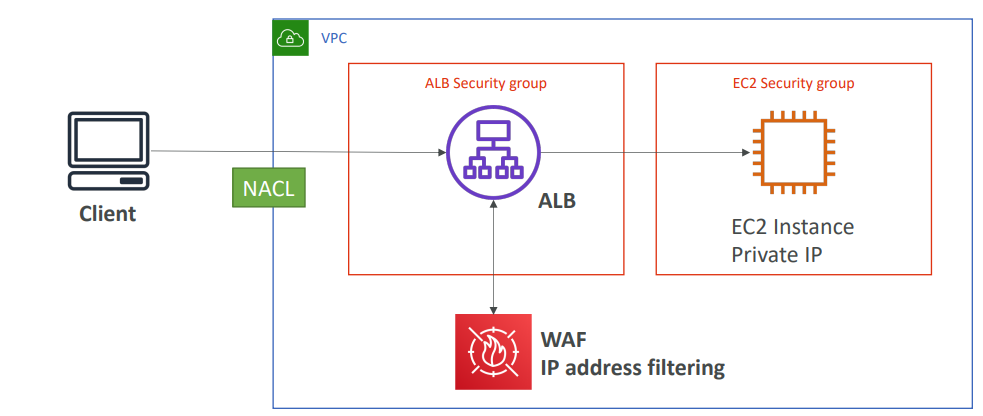 VPC
ALB Security group
EC2 Security group
NACL
Client
ALB
EC2 Instance
Private IP
WAF
IP address filtering